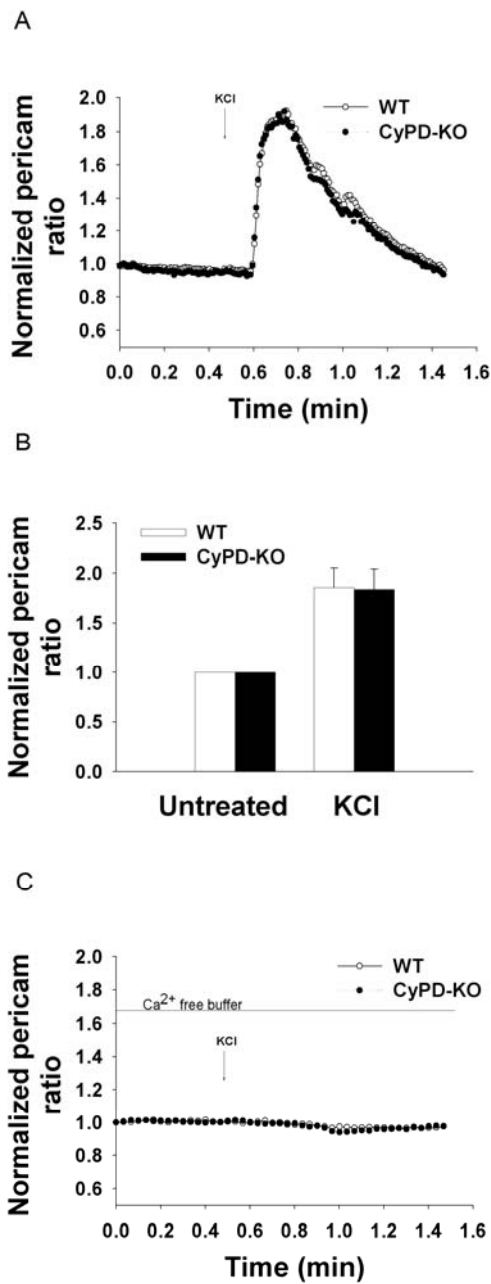 A
Normalized pericam
ratio
2.0
1.8
1.6
1.4
1.2
1.0
0.8
0.6
KCl
WT
CyPD-KO
0.0 0.2 0.4 0.6 0.8 1.0 1.2 1.4 1.6
Time (min)
B
Normalized pericam
ratio
2.5
2.0
1.5
1.0
0.5
0.0
WT
CyPD-KO
Untreated KCl
C
Normalized pericam
ratio
2.0
1.8
1.6
1.4
1.2
1.0
0.8
0.6
WT
CyPD-KO
Ca2+ free buffer
KCl
0.0 0.2 0.4 0.6 0.8 1.0 1.2 1.4 1.6
Time (min)